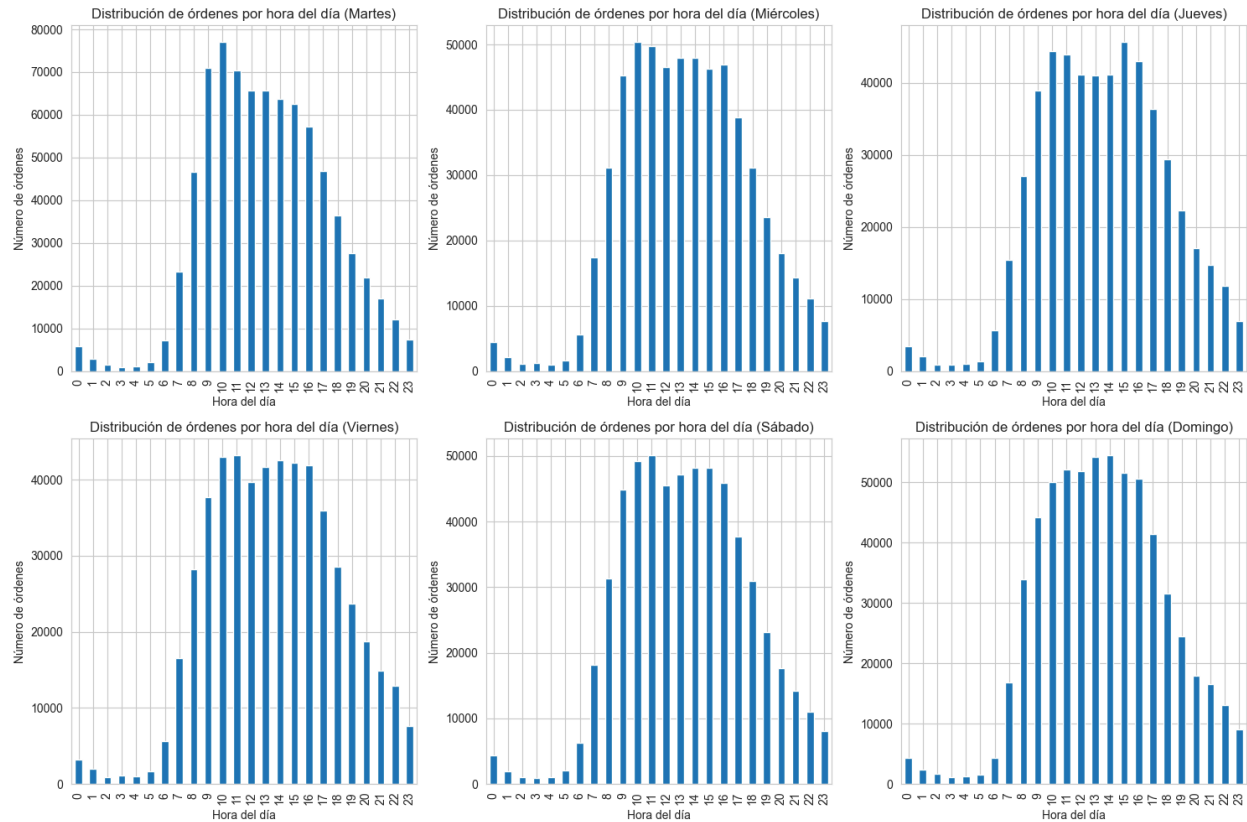 Distribución de órdenes por hora del día (Martes)
80000
70000
60000
50000
40000
30000
20000
10000
0
Número de órdenes
0 1 2 3 4 5 6 7 8 9 10 11 12 13 14 15 16 17 18 19 20 21 22 23
Hora del día
Distribución de órdenes por hora del día (Miércoles)
50000
40000
30000
20000
10000
0
Número de órdenes
0 1 2 3 4 5 6 7 8 9 10 11 12 13 14 15 16 17 18 19 20 21 22 23
Hora del día
Distribución de órdenes por hora del día (Jueves)
40000
30000
20000
10000
0
Número de órdenes
0 1 2 3 4 5 6 7 8 9 10 11 12 13 14 15 16 17 18 19 20 21 22 23
Hora del día
Distribución de órdenes por hora del día (Viernes)
40000
30000
20000
10000
0
Número de órdenes
0 1 2 3 4 5 6 7 8 9 10 11 12 13 14 15 16 17 18 19 20 21 22 23
Hora del día
Distribución de órdenes por hora del día (Sábado)
50000
40000
30000
20000
10000
0
Número de órdenes
0 1 2 3 4 5 6 7 8 9 10 11 12 13 14 15 16 17 18 19 20 21 22 23
Hora del día
Distribución de órdenes por hora del día (Domingo)
50000
40000
30000
20000
10000
0
Número de órdenes
0 1 2 3 4 5 6 7 8 9 10 11 12 13 14 15 16 17 18 19 20 21 22 23
Hora del día